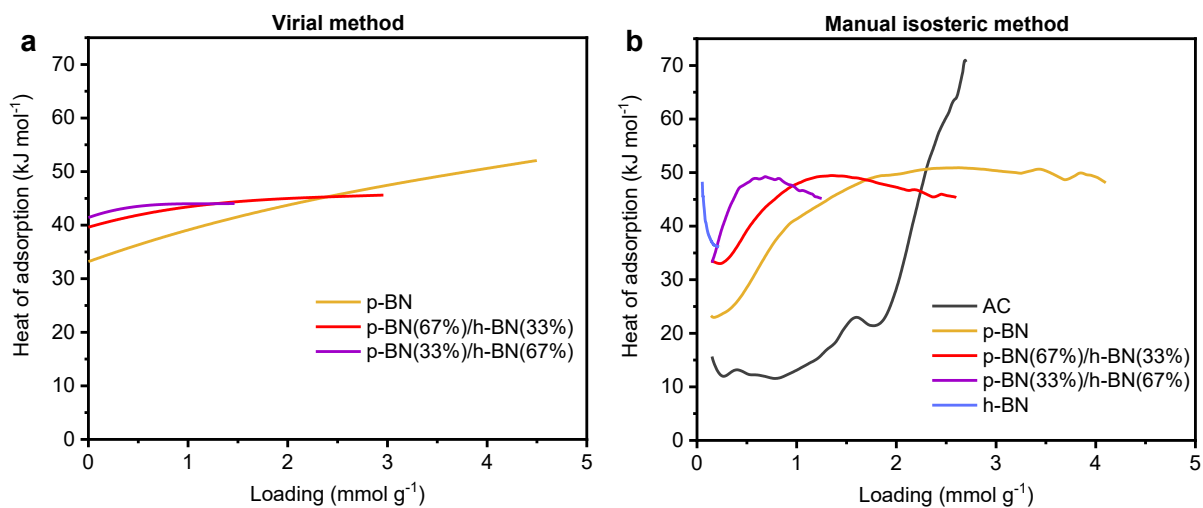 Virial method
a
Heat of adsorption (kJ mol-1)
70
60
50
40
30
20
10
0
p-BN
p-BN(67%)/h-BN(33%)
p-BN(33%)/h-BN(67%)
0 1 2 3 4 5
Loading (mmol g-1)
Manual isosteric method
b
Heat of adsorption (kJ mol-1)
70
60
50
40
30
20
10
0
AC
p-BN
p-BN(67%)/h-BN(33%)
p-BN(33%)/h-BN(67%)
h-BN
0 1 2 3 4 5
Loading (mmol g-1)